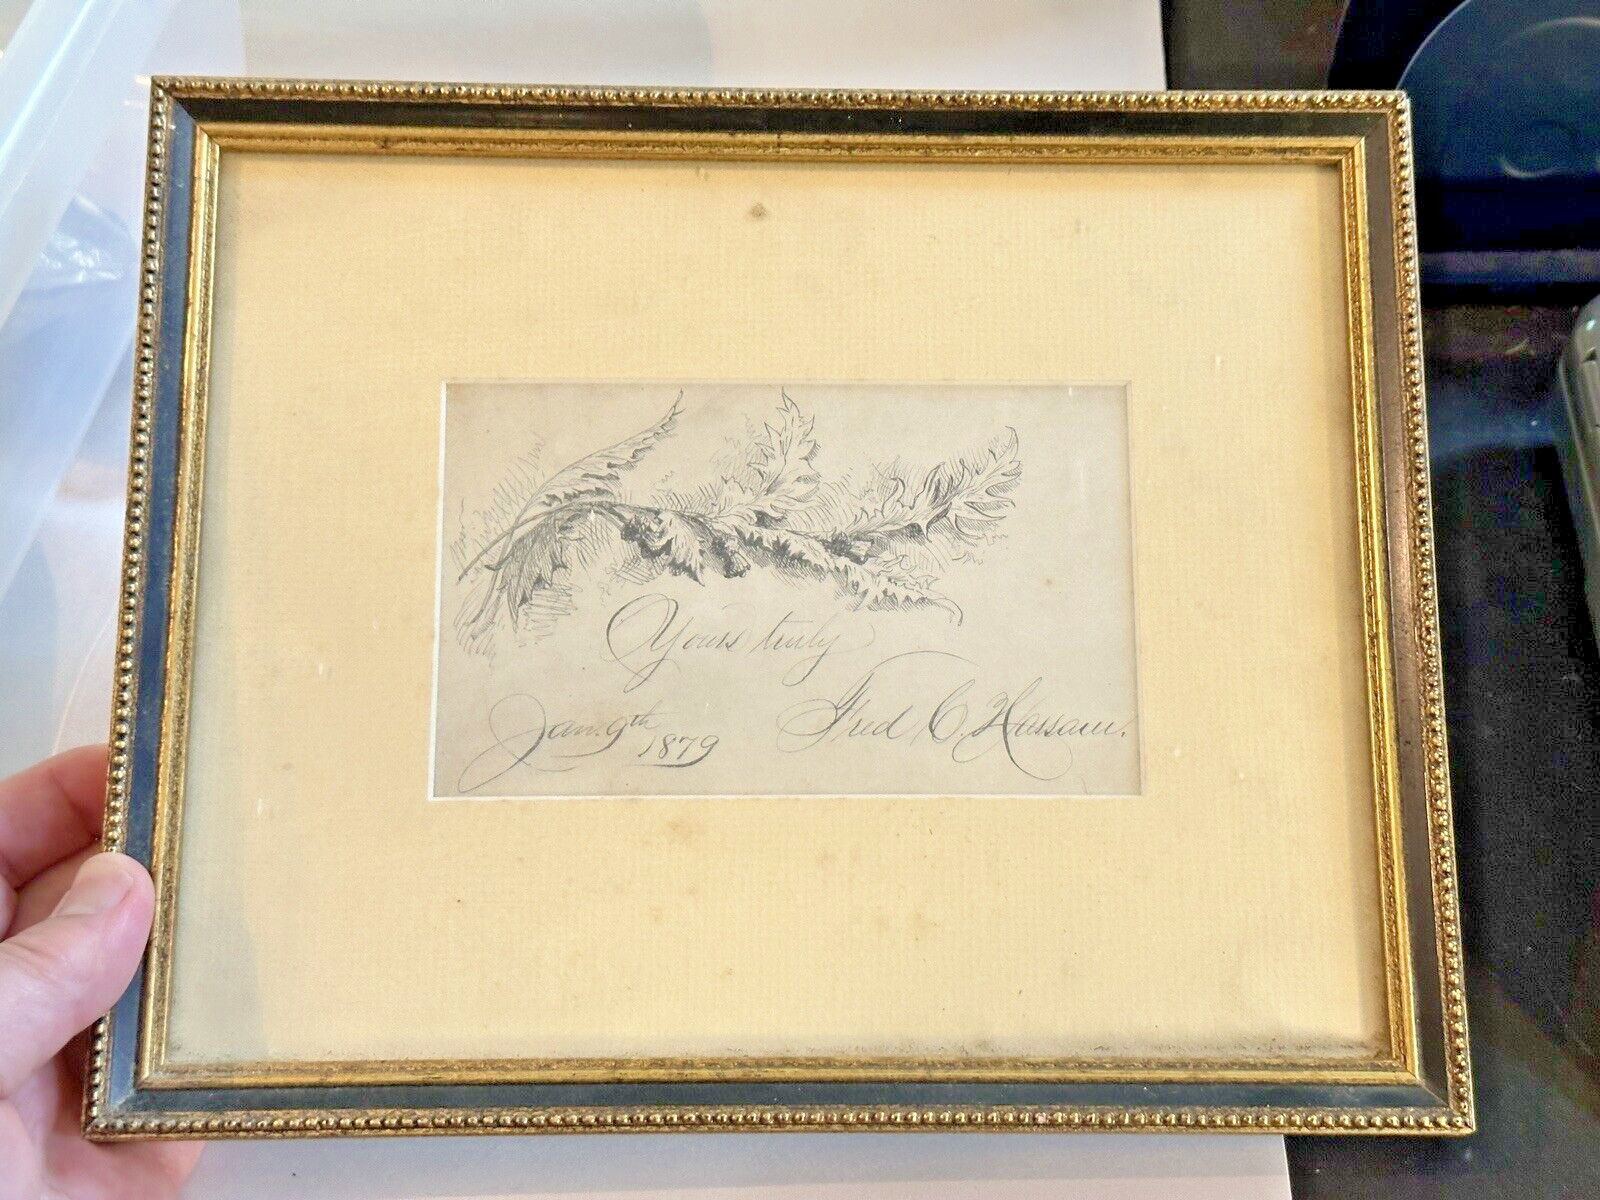 Yours truly
Jan. 9th 1879
Fred C. Hassam.